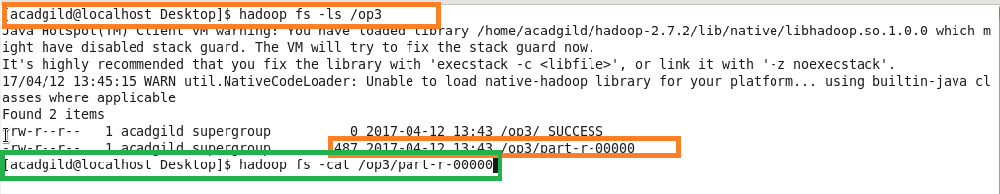 [acadgild@localhost Desktop]$ hadoop fs -ls /op3
Java HotSpot(TM) Client VM warning: You have loaded library /home/acadgild/hadoop-2.7.2/lib/native/libhadoop.so.1.0.0 which m
ight have disabled stack guard. The VM will try to fix the stack guard now.
It's highly recommended that you fix the library with 'execstack -c <libfile>', or link it with '-z noexecstack'.
17/04/12 13:45:15 WARN util.NativeCodeLoader: Unable to load native-hadoop library for your platform... using builtin-java cl
asses where applicable
Found 2 items
-rw-r--r--   1 acadgild supergroup          0 2017-04-12 13:43 /op3/_SUCCESS
-rw-r--r--   1 acadgild supergroup        487 2017-04-12 13:43 /op3/part-r-00000
[acadgild@localhost Desktop]$ hadoop fs -cat /op3/part-r-00000